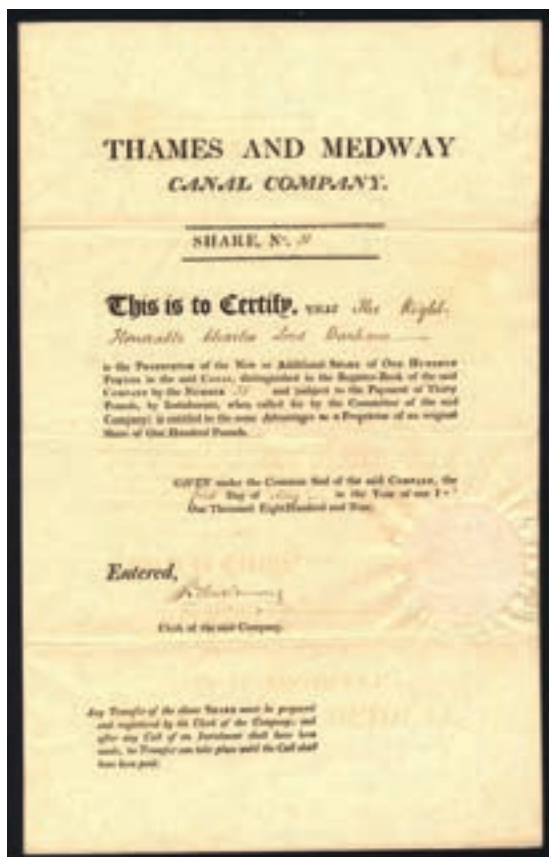 THAMES AND MEDWAY
CANAL COMPANY.
SHARE, No.
This is to Certify, THAT The Right
Honorable Charles Lord Barham
is the PROPRIETOR of the New or Additional SHARE of ONE HUNDRED
POUNDS in the said CANAL, distinguished in the Register-Book of the said
COMPANY by the NUMBER and subject to the Payment of Thirty
Pounds, by Instalments, when called for by the Committee of the said
Company: is entitled to the same Advantages as a Proprietor of an original
Share of One Hundred Pounds.
GIVEN under the Common Seal of the said COMPANY, the
Day of in the Year of our
One Thousand Eight Hundred and Nine.
Entered,
Clerk of the said Company.
Any Transfer of the above SHARE must be prepared
and registered by the Clerk of the Company; and
after any Call of an Instalment shall have been
made, no Transfer can take place until the Call shall
have been paid.